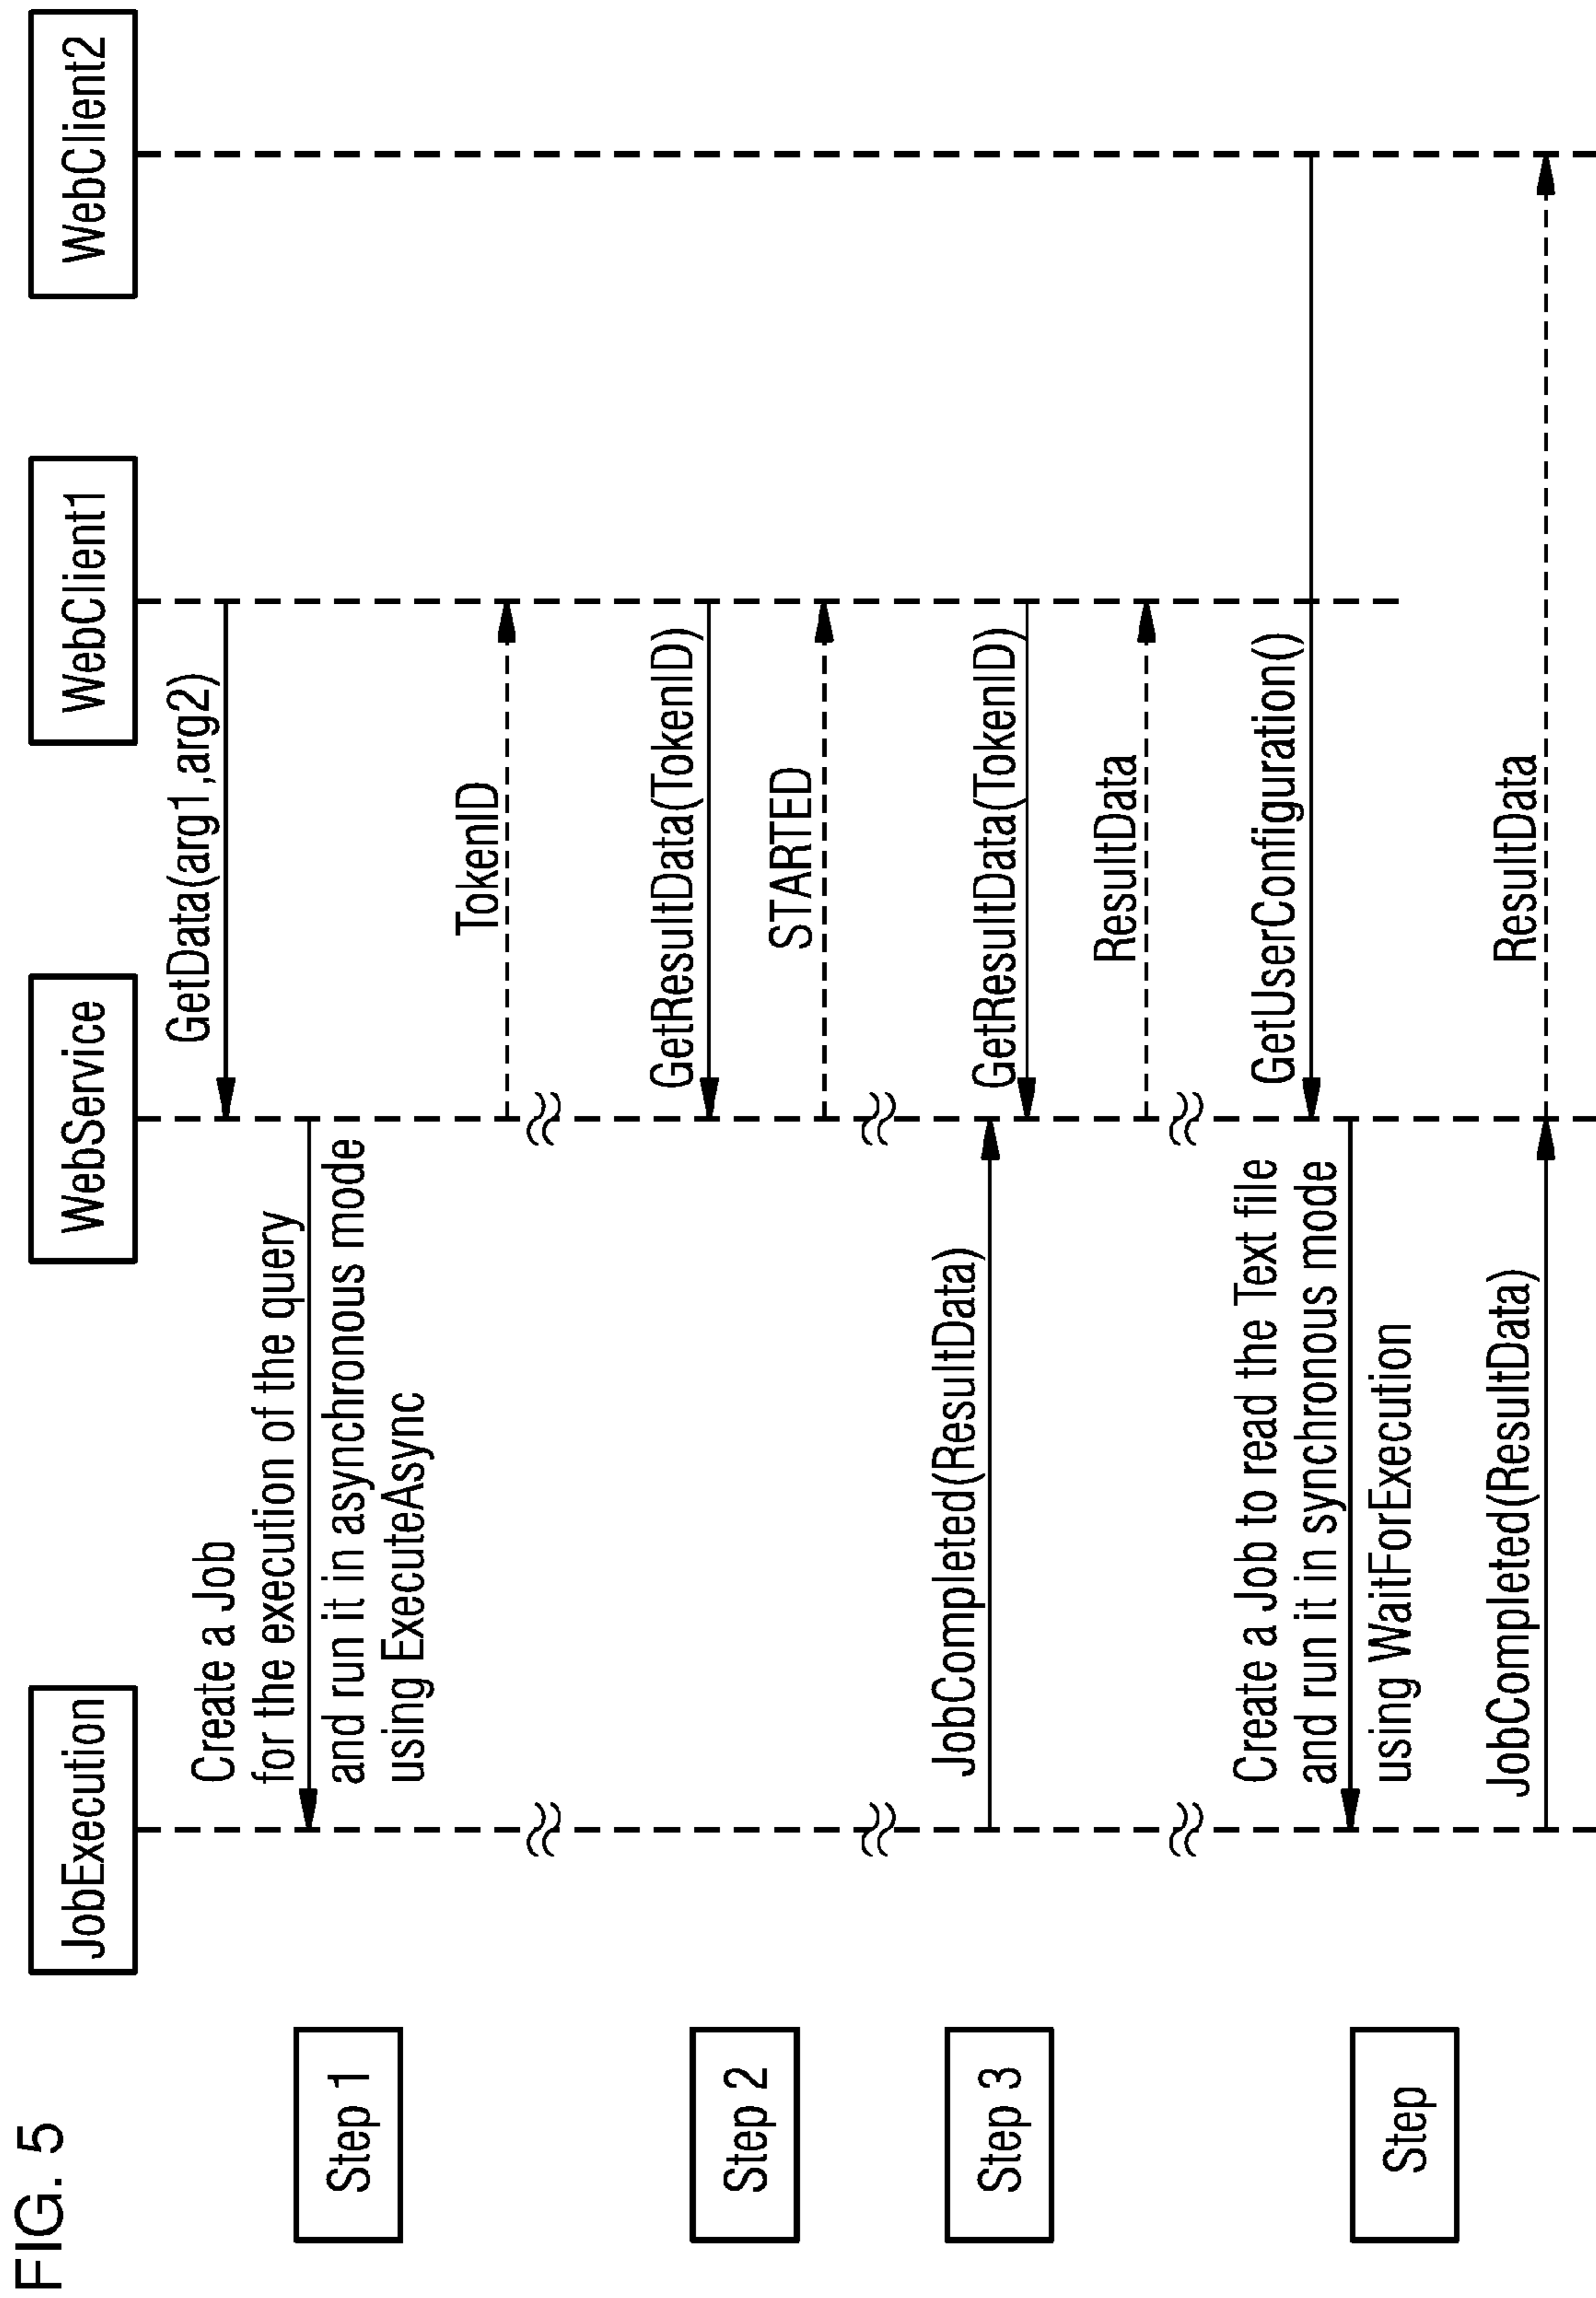 FIG. 5
JobExecution
WebService
WebClient1
WebClient2
Step 1
GetData(arg1,arg2)
Create a Job
for the execution of the query
and run it in asynchronous mode
using ExecuteAsync
TokenID
Step 2
GetResultData(TokenID)
STARTED
Step 3
JobCompleted(ResultData)
GetResultData(TokenID)
ResultData
Step
GetUserConfiguration()
Create a Job to read the Text file
and run it in synchronous mode
using WaitForExecution
JobCompleted(ResultData)
ResultData